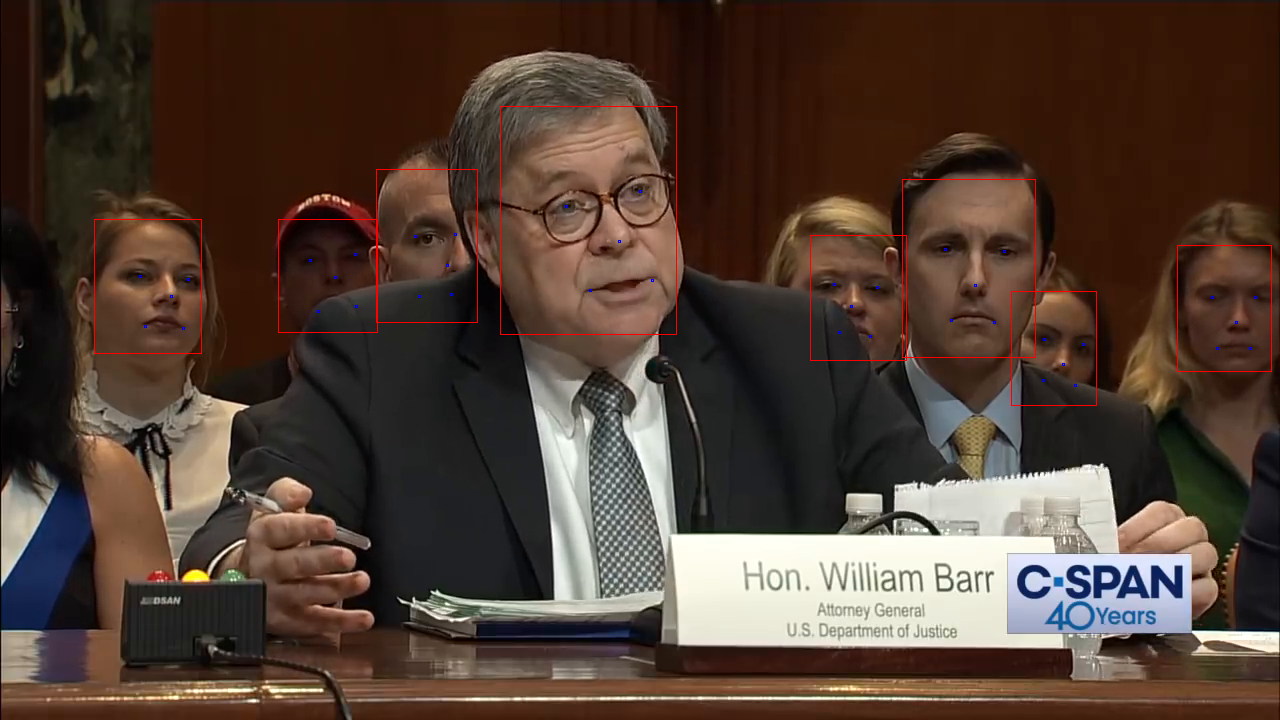 BOSTON
Hon. William Barr
Attorney General
U.S. Department of Justice
C-SPAN
40 Years
DSAN